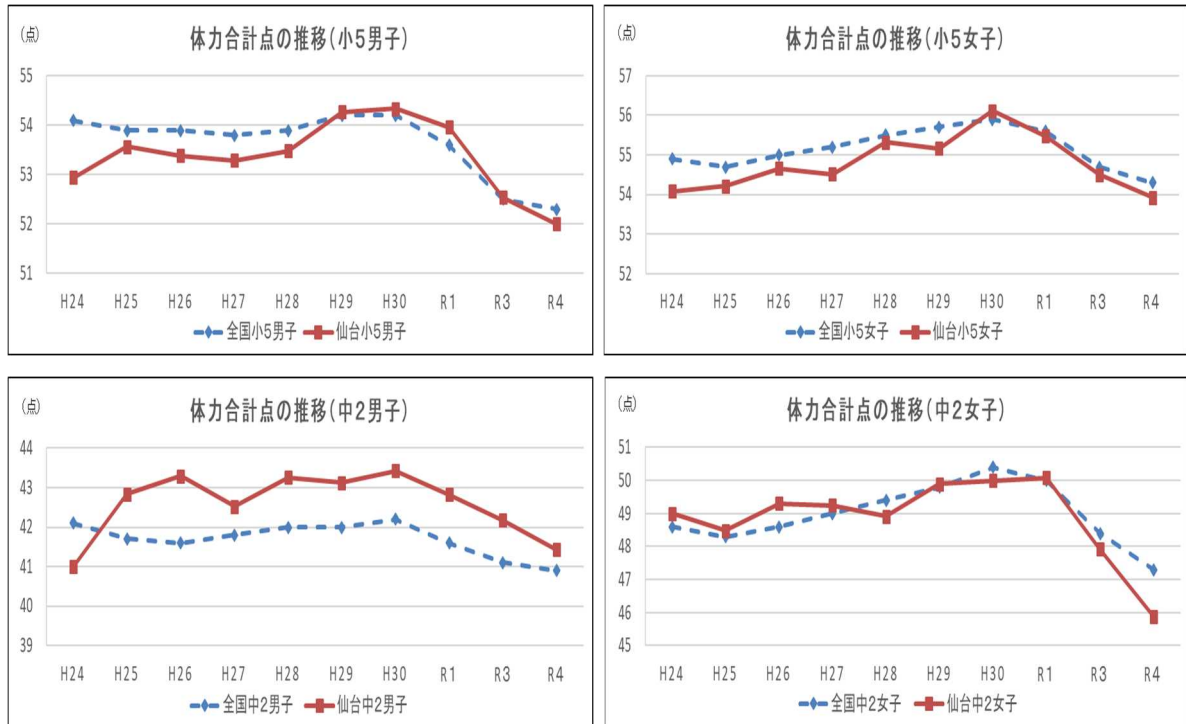 (点)
体力合計点の推移(小5男子)
55
54
53
52
51
H24 H25 H26 H27 H28 H29 H30 R1 R3 R4
全国小5男子 仙台小5男子
(点)
体力合計点の推移(小5女子)
57
56
55
54
53
52
H24 H25 H26 H27 H28 H29 H30 R1 R3 R4
全国小5女子 仙台小5女子
(点)
体力合計点の推移(中2男子)
44
43
42
41
40
39
H24 H25 H26 H27 H28 H29 H30 R1 R3 R4
全国中2男子 仙台中2男子
(点)
体力合計点の推移(中2女子)
51
50
49
48
47
46
45
H24 H25 H26 H27 H28 H29 H30 R1 R3 R4
全国中2女子 仙台中2女子